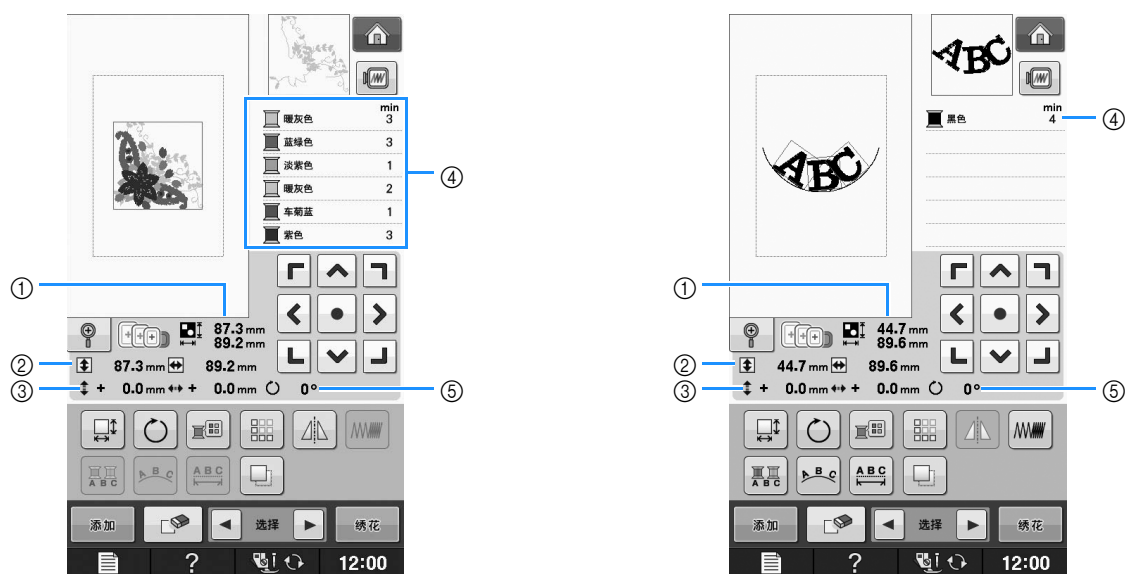 min
暖灰色 3
蓝绿色 3
淡紫色 1
暖灰色 2
车菊蓝 1
紫色 3
④
①
87.3 mm
89.2 mm
② 87.3 mm 89.2 mm
③ + 0.0 mm + 0.0 mm 0° ⑤
A B C
A B C
A B C
添加 选择 绣花
? 12:00
ABC
min
黑色 4 ④
ABC
①
44.7 mm
89.6 mm
② 44.7 mm 89.6 mm
③ + 0.0 mm + 0.0 mm 0° ⑤
A B C
A B C
A B C
添加 选择 绣花
? 12:00